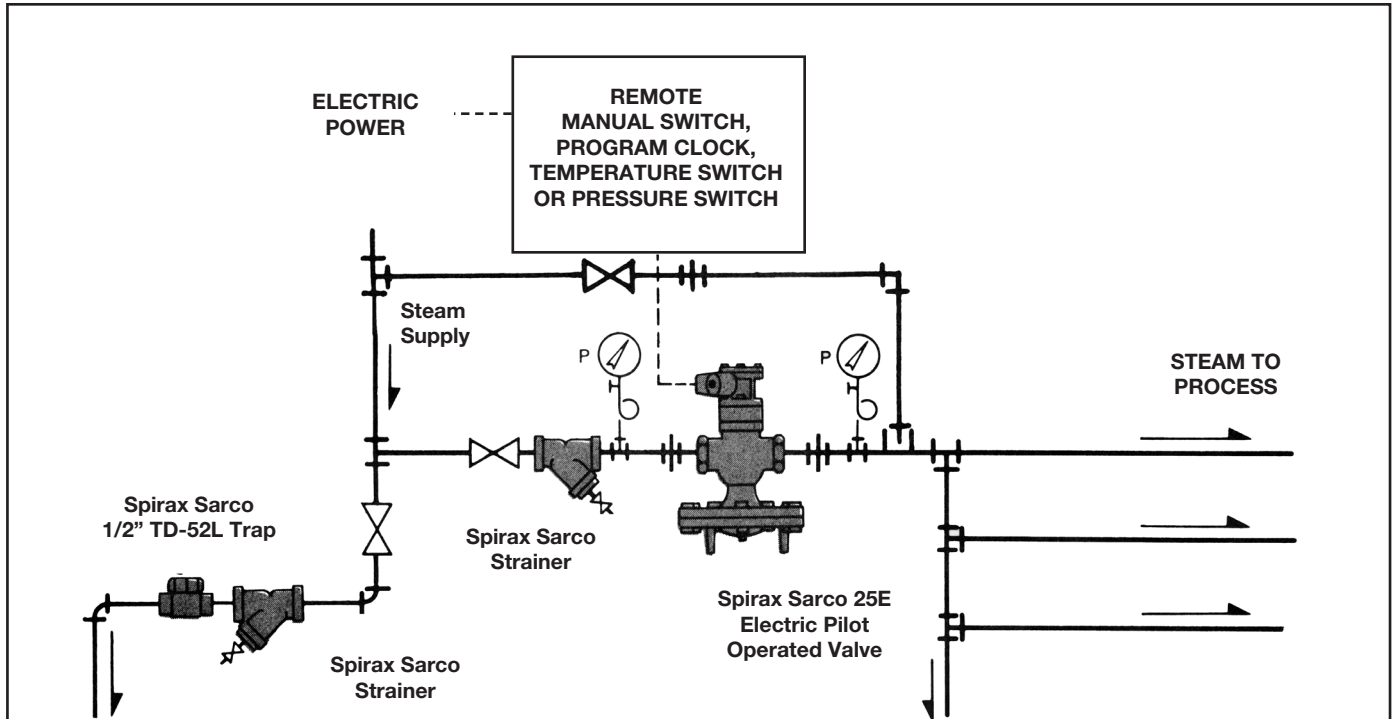 ELECTRIC
POWER
REMOTE
MANUAL SWITCH,
PROGRAM CLOCK,
TEMPERATURE SWITCH
OR PRESSURE SWITCH
Steam
Supply
P
P
STEAM TO
PROCESS
Spirax Sarco
1/2” TD-52L Trap
Spirax Sarco
Strainer
Spirax Sarco 25E
Electric Pilot
Operated Valve
Spirax Sarco
Strainer